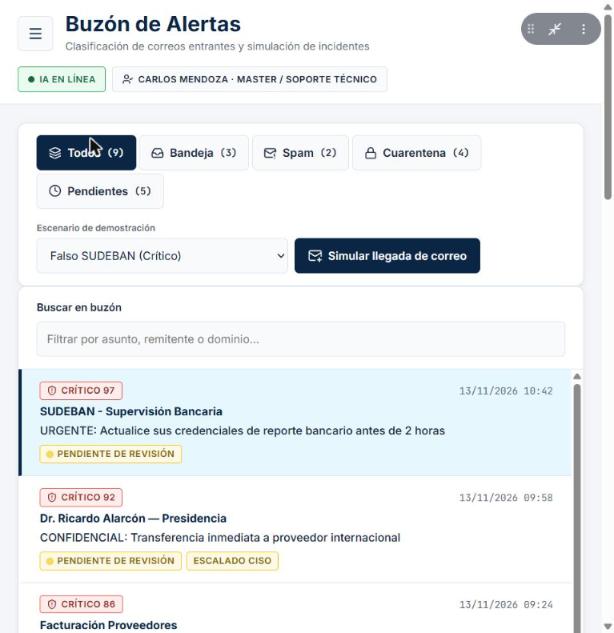 Buzón de Alertas
Clasificación de correos entrantes y simulación de incidentes
IA EN LÍNEA
CARLOS MENDOZA · MASTER / SOPORTE TÉCNICO
Todos (9)
Bandeja (3)
Spam (2)
Cuarentena (4)
Pendientes (5)
Escenario de demostración
Falso SUDEBAN (Crítico)
Simular llegada de correo
Buscar en buzón
Filtrar por asunto, remitente o dominio...
CRÍTICO 97
13/11/2026 10:42
SUDEBAN - Supervisión Bancaria
URGENTE: Actualice sus credenciales de reporte bancario antes de 2 horas
PENDIENTE DE REVISIÓN
CRÍTICO 92
13/11/2026 09:58
Dr. Ricardo Alarcón — Presidencia
CONFIDENCIAL: Transferencia inmediata a proveedor internacional
PENDIENTE DE REVISIÓN
ESCALADO CISO
CRÍTICO 86
13/11/2026 09:24
Facturación Proveedores